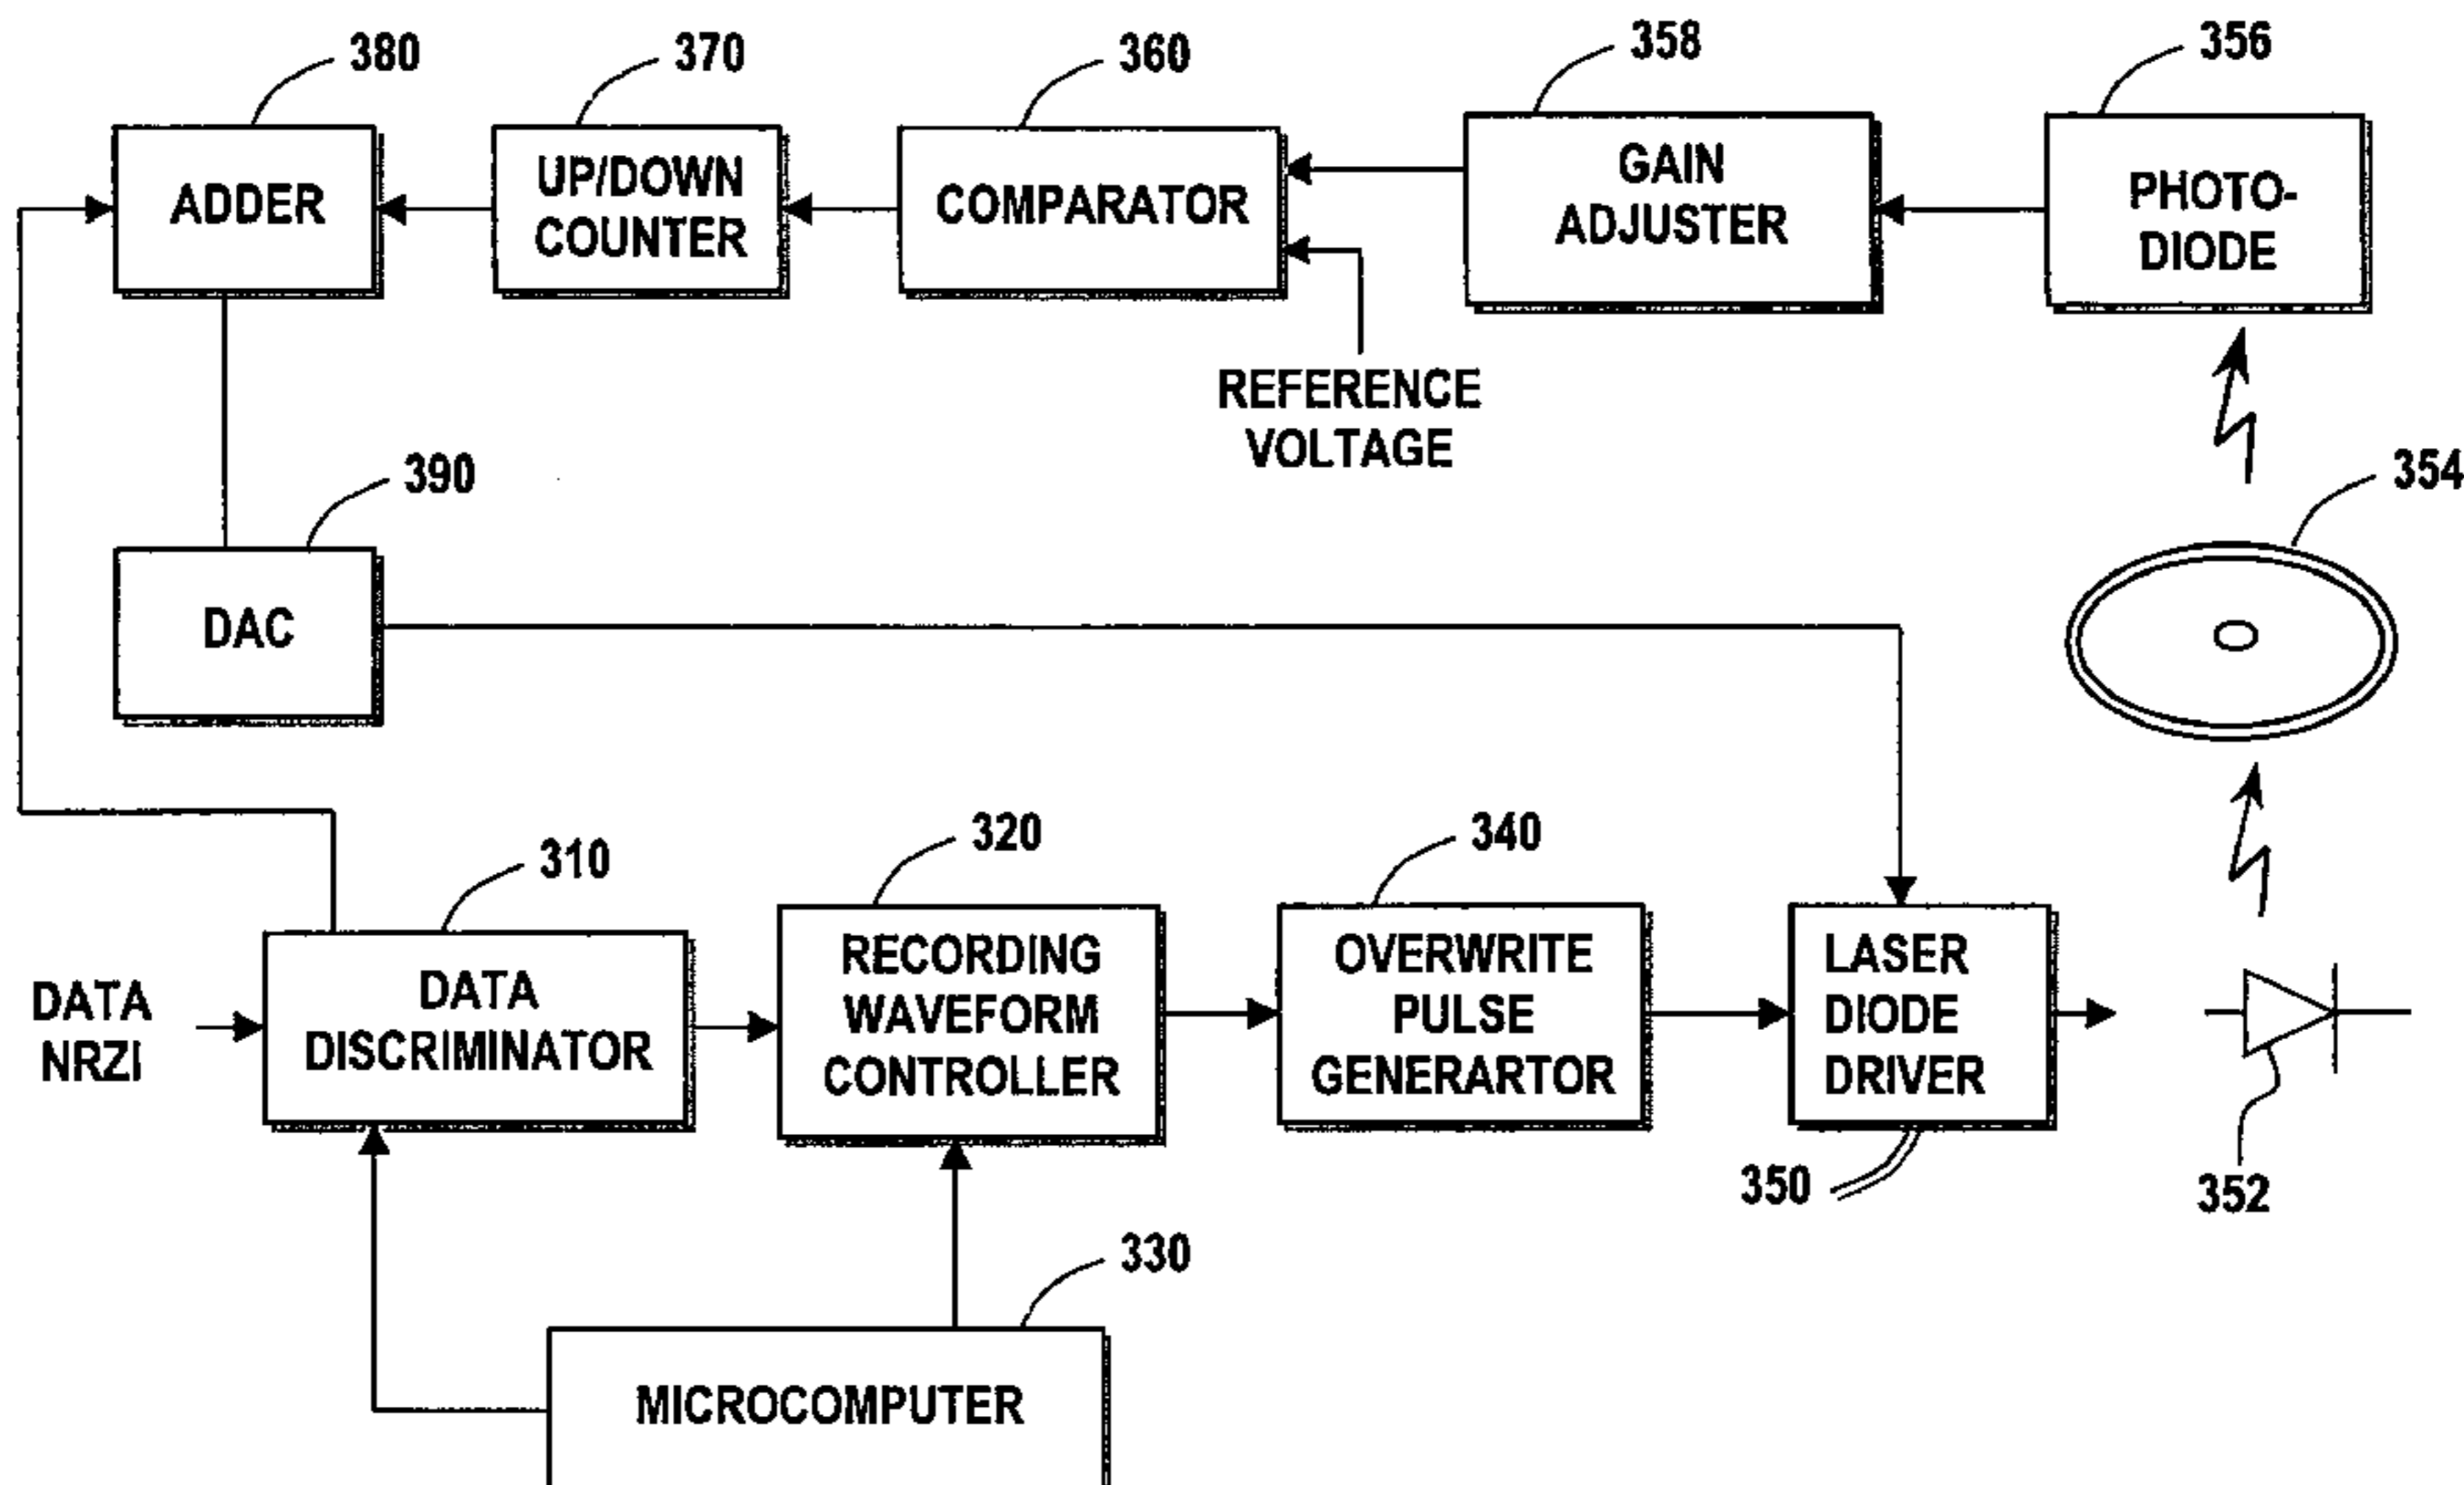 380
370
360
358
356
ADDER
UP/DOWN
COUNTER
COMPARATOR
GAIN
ADJUSTER
PHOTO-
DIODE
REFERENCE
VOLTAGE
390
354
DAC
310
320
340
DATA
NRZI
DATA
DISCRIMINATOR
RECORDING
WAVEFORM
CONTROLLER
OVERWRITE
PULSE
GENERARTOR
LASER
DIODE
DRIVER
350
352
330
MICROCOMPUTER